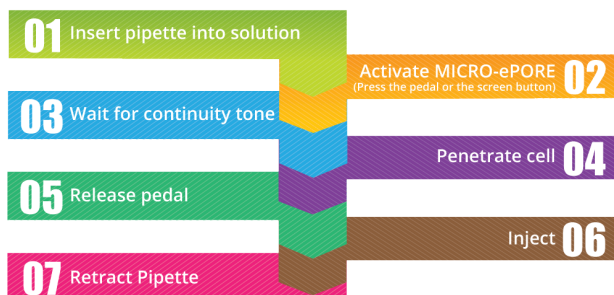 01 Insert pipette into solution
Activate MICRO-ePORE 02
(Press the pedal or the screen button)
03 Wait for continuity tone
Penetrate cell 04
05 Release pedal
Inject 06
07 Retract Pipette